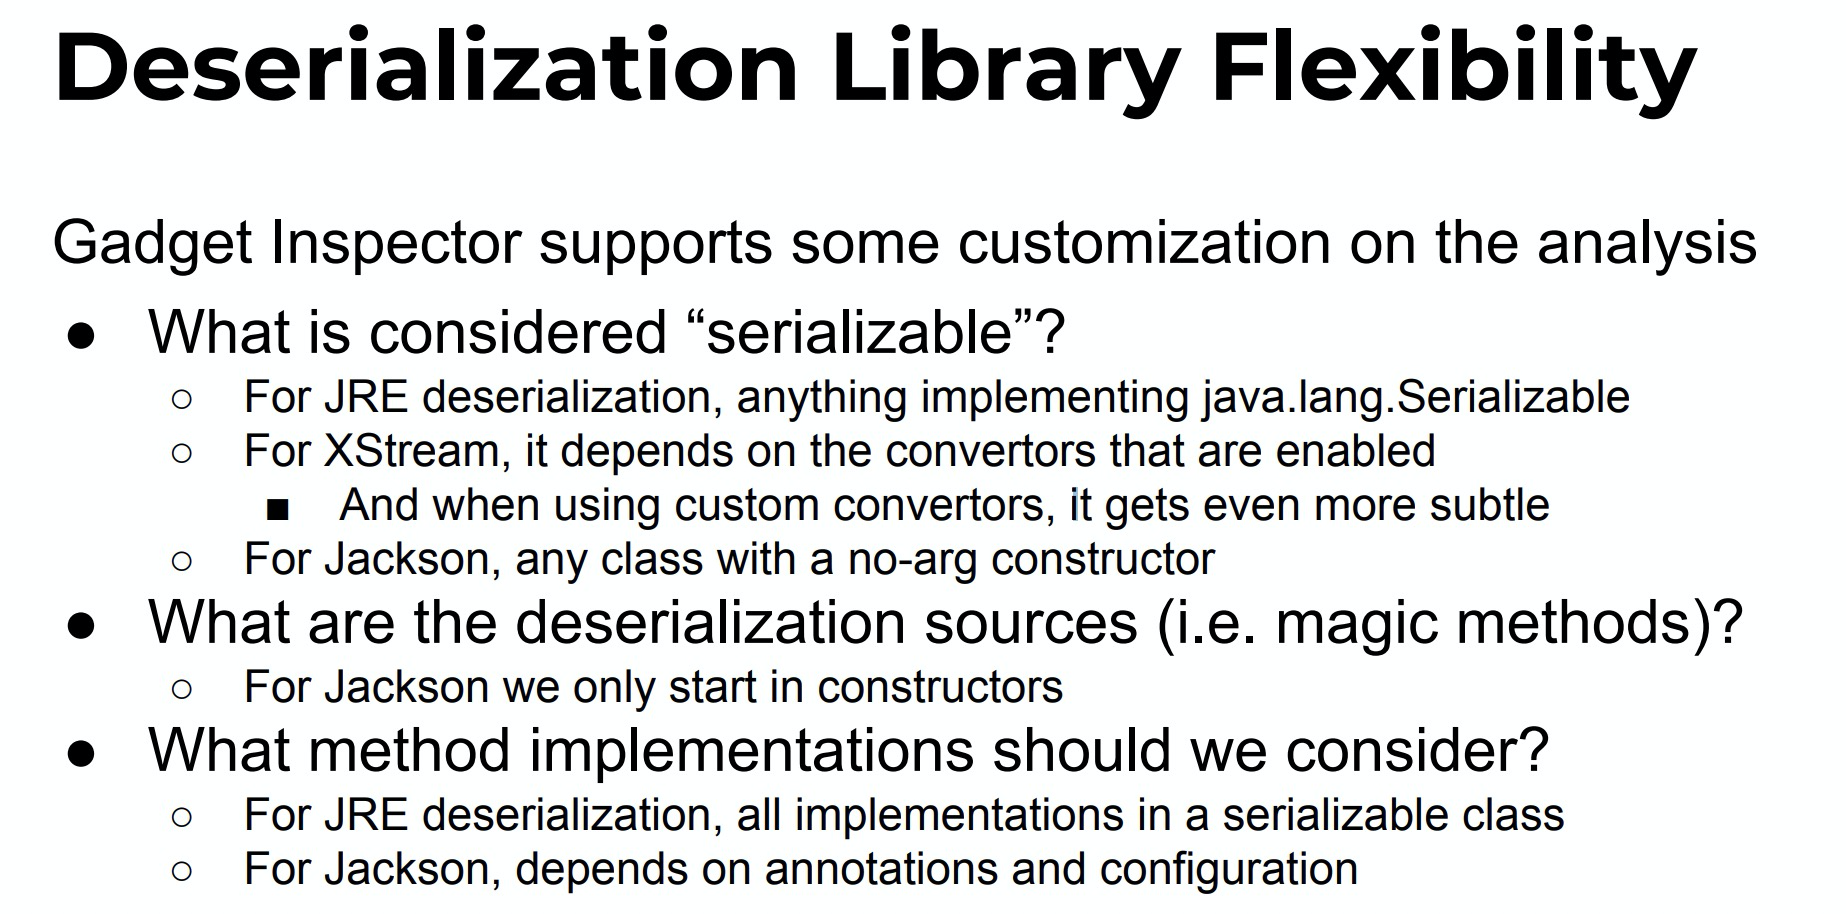 Deserialization Library Flexibility
Gadget Inspector supports some customization on the analysis
● What is considered “serializable”?
○ For JRE deserialization, anything implementing java.lang.Serializable
○ For XStream, it depends on the convertors that are enabled
■ And when using custom convertors, it gets even more subtle
○ For Jackson, any class with a no-arg constructor
● What are the deserialization sources (i.e. magic methods)?
○ For Jackson we only start in constructors
● What method implementations should we consider?
○ For JRE deserialization, all implementations in a serializable class
○ For Jackson, depends on annotations and configuration